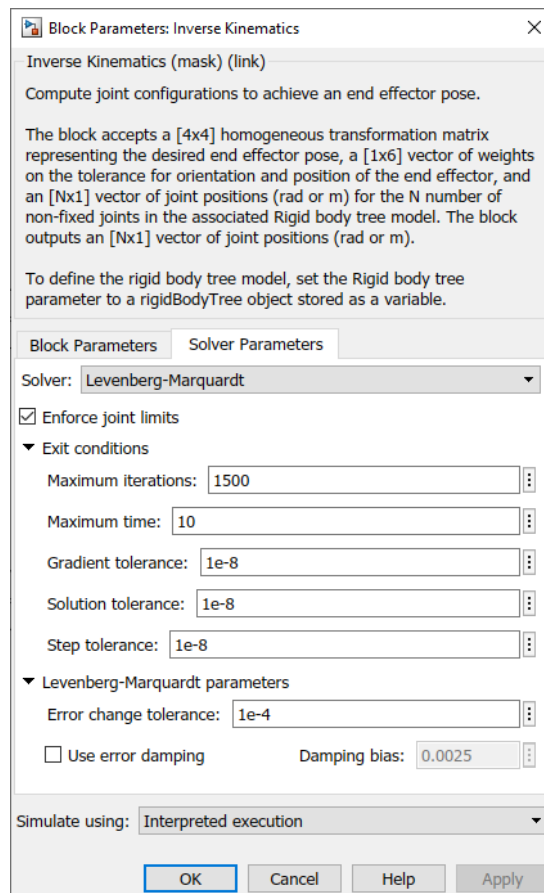 Block Parameters: Inverse Kinematics
Inverse Kinematics (mask) (link)
Compute joint configurations to achieve an end effector pose.
The block accepts a [4x4] homogeneous transformation matrix
representing the desired end effector pose, a [1x6] vector of weights
on the tolerance for orientation and position of the end effector, and
an [Nx1] vector of joint positions (rad or m) for the N number of
non-fixed joints in the associated Rigid body tree model. The block
outputs an [Nx1] vector of joint positions (rad or m).
To define the rigid body tree model, set the Rigid body tree
parameter to a rigidBodyTree object stored as a variable.
Block Parameters Solver Parameters
Solver: Levenberg-Marquardt
Enforce joint limits
Exit conditions
Maximum iterations: 1500
Maximum time: 10
Gradient tolerance: 1e-8
Solution tolerance: 1e-8
Step tolerance: 1e-8
Levenberg-Marquardt parameters
Error change tolerance: 1e-4
Use error damping Damping bias: 0.0025
Simulate using: Interpreted execution
OK Cancel Help Apply